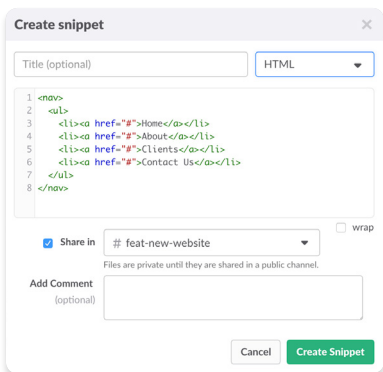 Create snippet
Title (optional)
HTML
1 <nav>
2   <ul>
3     <li><a href="#">Home</a></li>
4     <li><a href="#">About</a></li>
5     <li><a href="#">Clients</a></li>
6     <li><a href="#">Contact Us</a></li>
7   </ul>
8 </nav>
wrap
Share in
# feat-new-website
Files are private until they are shared in a public channel.
Add Comment
(optional)
Cancel
Create Snippet